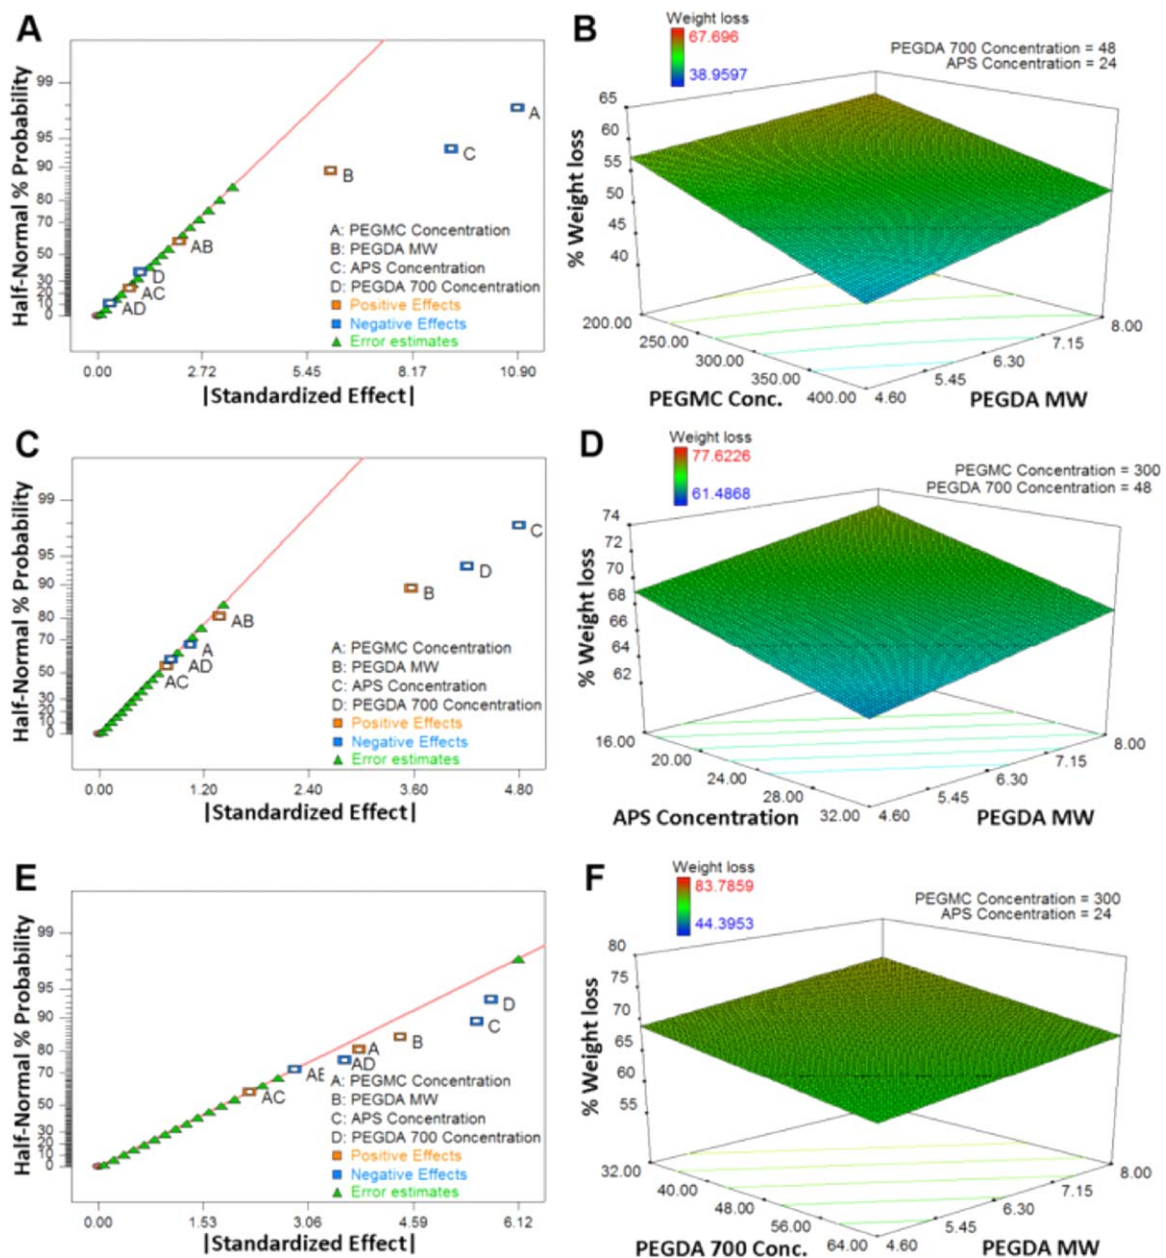 A
Half-Normal % Probability
99
95
90
80
70
50
30
20
10
0
A
C
B
AB
D
AC
AD
A: PEGMC Concentration
B: PEGDA MW
C: APS Concentration
D: PEGDA 700 Concentration
Positive Effects
Negative Effects
Error estimates
0.00 2.72 5.45 8.17 10.90
|Standardized Effect|
B
Weight loss
67.696
38.9597
PEGDA 700 Concentration = 48
APS Concentration = 24
% Weight loss
65
60
55
50
45
40
200.00 250.00 300.00 350.00 400.00
PEGMC Conc.
4.60 5.45 6.30 7.15 8.00
PEGDA MW
C
Half-Normal % Probability
99
95
90
80
70
50
30
20
10
0
C
D
B
AB
A
AD
AC
A: PEGMC Concentration
B: PEGDA MW
C: APS Concentration
D: PEGDA 700 Concentration
Positive Effects
Negative Effects
Error estimates
0.00 1.20 2.40 3.60 4.80
|Standardized Effect|
D
Weight loss
77.6226
61.4868
PEGMC Concentration = 300
PEGDA 700 Concentration = 48
% Weight loss
74
72
70
68
66
64
62
16.00 20.00 24.00 28.00 32.00
APS Concentration
4.60 5.45 6.30 7.15 8.00
PEGDA MW
E
Half-Normal % Probability
99
95
90
80
70
50
30
20
10
0
D
C
B
A
AD
AC
A: PEGMC Concentration
B: PEGDA MW
C: APS Concentration
D: PEGDA 700 Concentration
Positive Effects
Negative Effects
Error estimates
0.00 1.53 3.06 4.59 6.12
|Standardized Effect|
F
Weight loss
83.7859
44.3953
PEGMC Concentration = 300
APS Concentration = 24
% Weight loss
80
75
70
65
60
55
32.00 40.00 48.00 56.00 64.00
PEGDA 700 Conc.
4.60 5.45 6.30 7.15 8.00
PEGDA MW